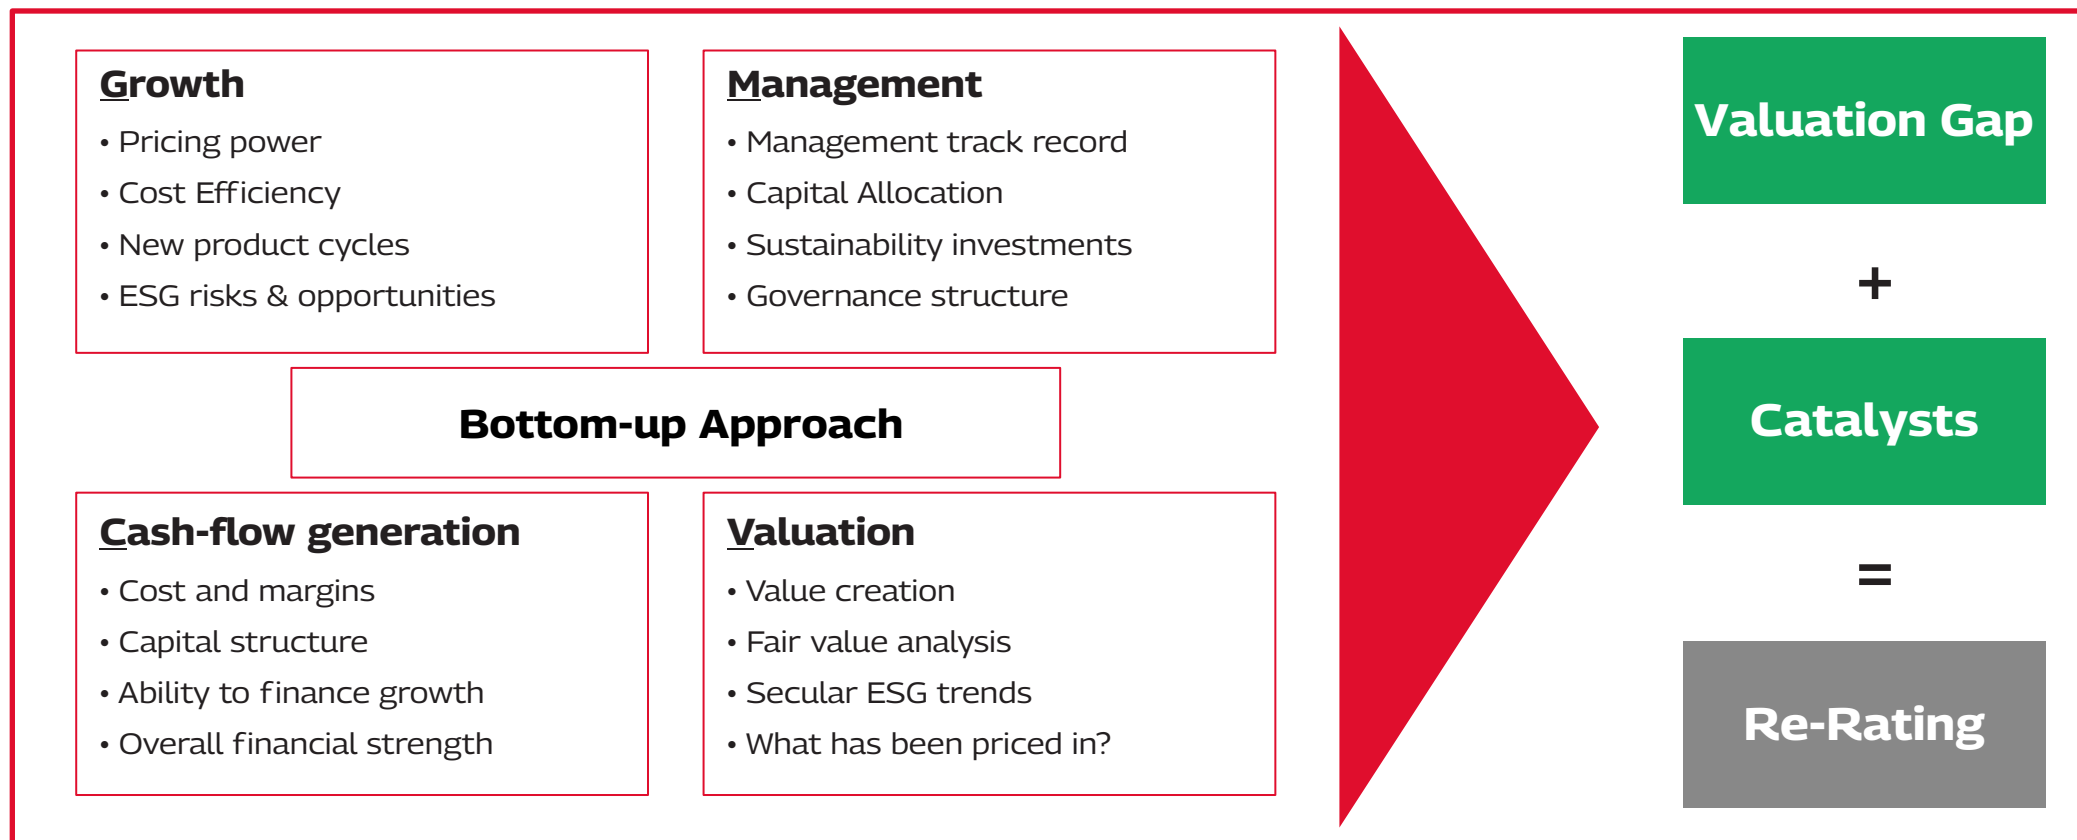 Growth
• Pricing power
• Cost Efficiency
• New product cycles
• ESG risks & opportunities
Management
• Management track record
• Capital Allocation
• Sustainability investments
• Governance structure
Bottom-up Approach
Cash-flow generation
• Cost and margins
• Capital structure
• Ability to finance growth
• Overall financial strength
Valuation
• Value creation
• Fair value analysis
• Secular ESG trends
• What has been priced in?
Valuation Gap
+
Catalysts
=
Re-Rating